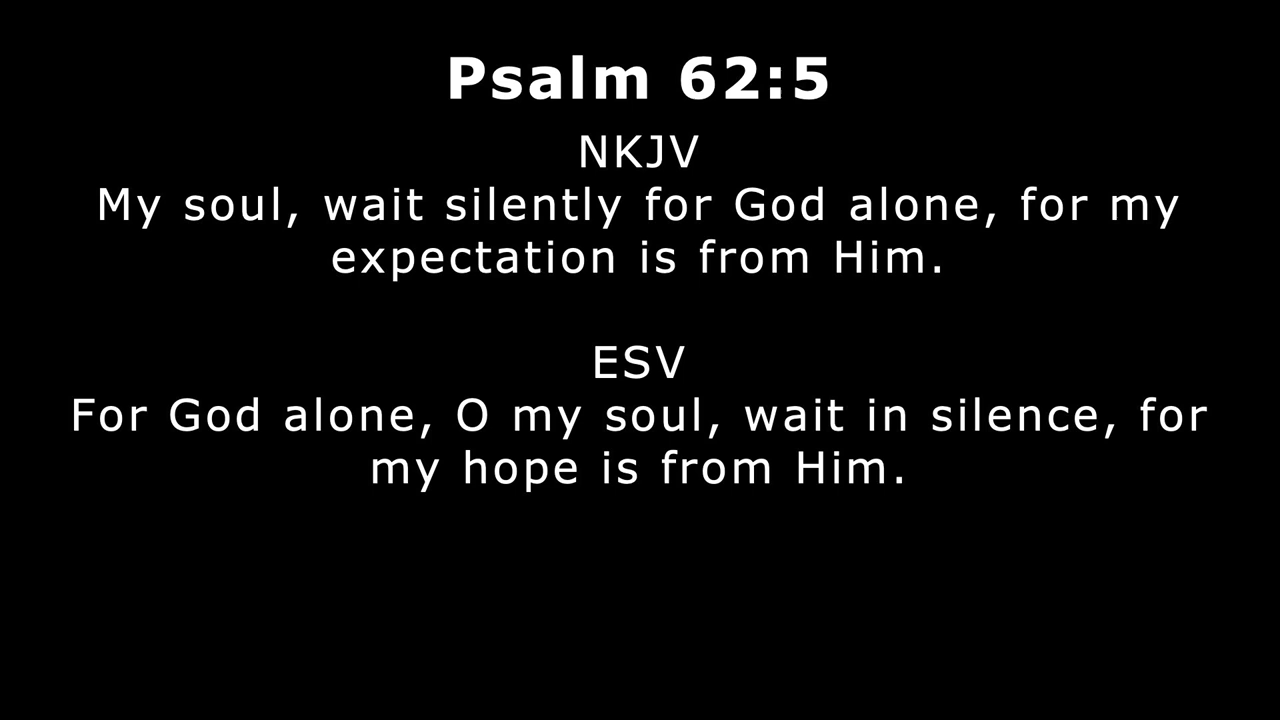 Psalm 62:5
NKJV
My soul, wait silently for God alone, for my
expectation is from Him.
ESV
For God alone, O my soul, wait in silence, for
my hope is from Him.